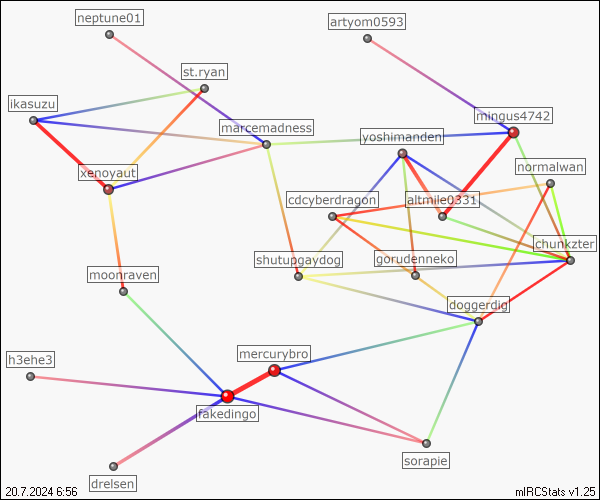 neptune01
artyom0593
st.ryan
ikasuzu
mingus4742
marcemadness
yoshimanden
xenoyaut
normalwan
cdcyberdragon
altmile0331
chunkzter
shutupgaydog
gorudenneko
moonraven
doggerdig
mercurybro
h3ehe3
fakedingo
sorapie
drelsen
20.7.2024 6:56
mIRCStats v1.25